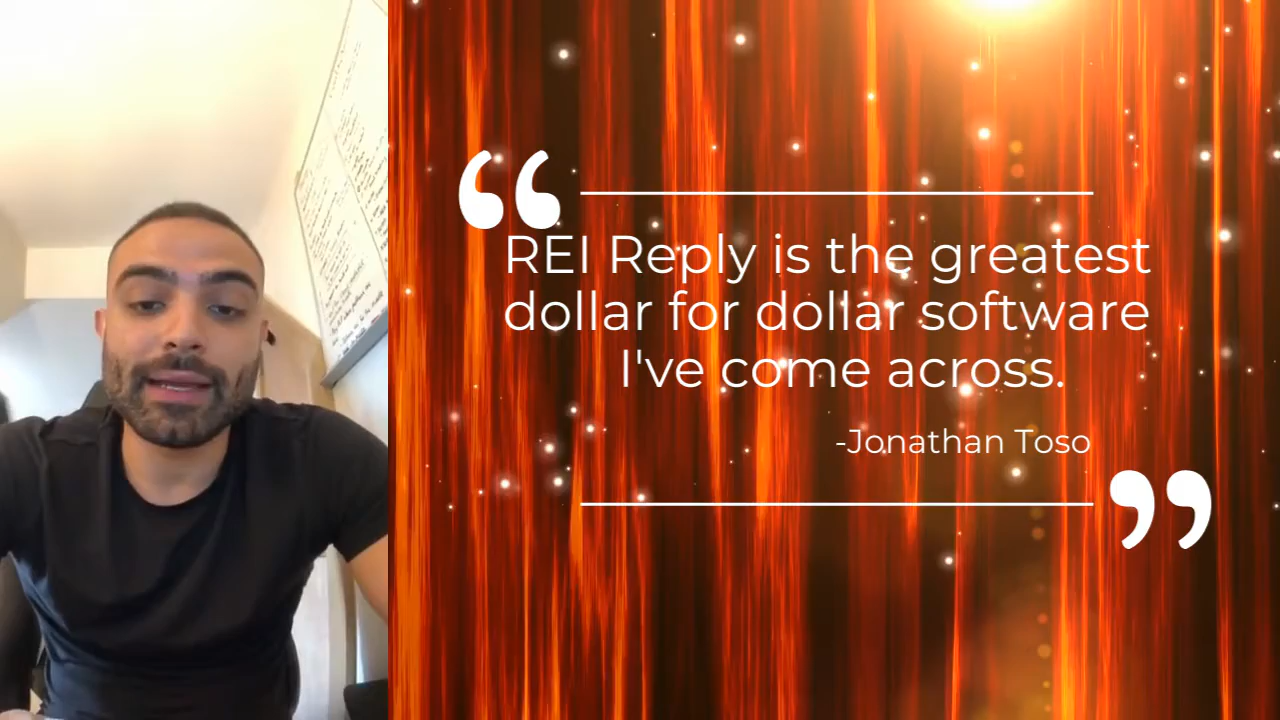 REI Reply is the greatest
dollar for dollar software
I've come across.
-Jonathan Toso